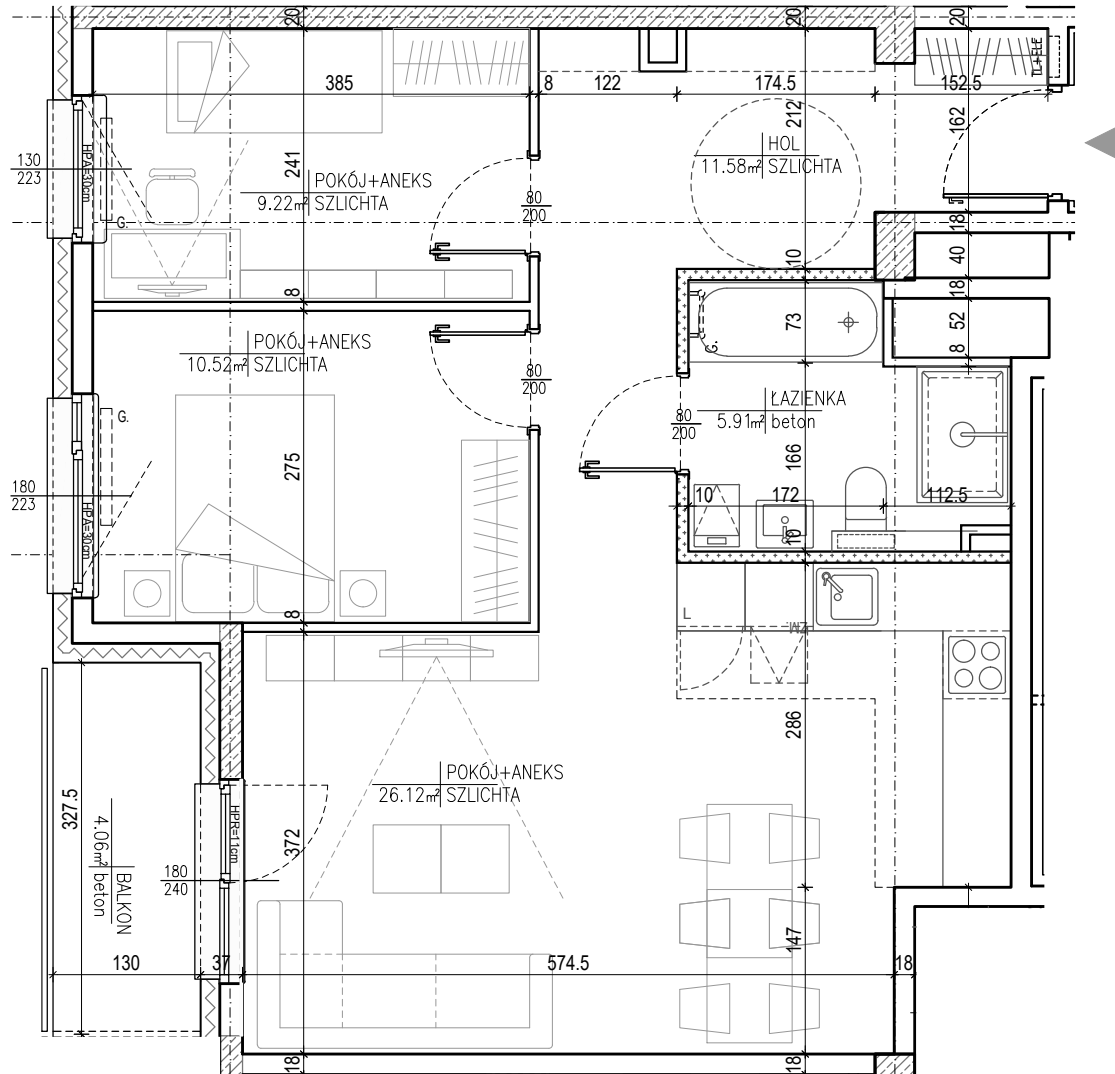 20
20
20
385
8
122
174.5
152.5
TL+ELE
212
162
HOL
11.58m² SZLICHTA
130
223
HPA=30cm
241
POKÓJ+ANEKS
9.22m² SZLICHTA
80
200
G.
18
10
40
8
18
POKÓJ+ANEKS
10.52m² SZLICHTA
73
G.
52
8
80
200
ŁAZIENKA
5.91m² beton
80
200
G.
275
166
180
223
HPA=30cm
10
172
112.5
10
8
L
ZM.
286
POKÓJ+ANEKS
26.12m² SZLICHTA
327.5
BALKON
4.06m² beton
HPR=11cm
372
180
240
147
130
37
574.5
18
18
18